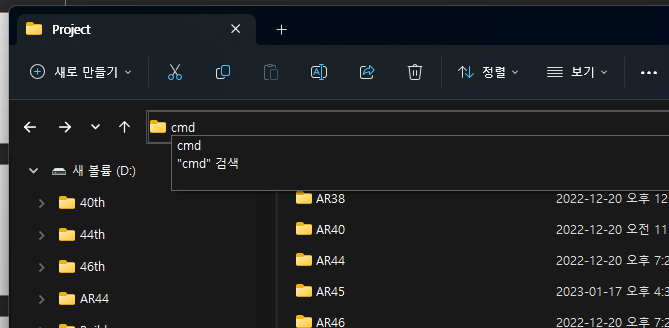 Project
새로 만들기
정렬
보기
cmd
cmd
"cmd" 검색
새 볼륨 (D:)
40th
44th
46th
AR44
AR38
2022-12-20 오후 12:
AR40
2022-12-20 오전 11
AR44
2022-12-20 오후 7:2
AR45
2023-01-17 오후 4:3
AR46
2022-12-20 오후 7:2